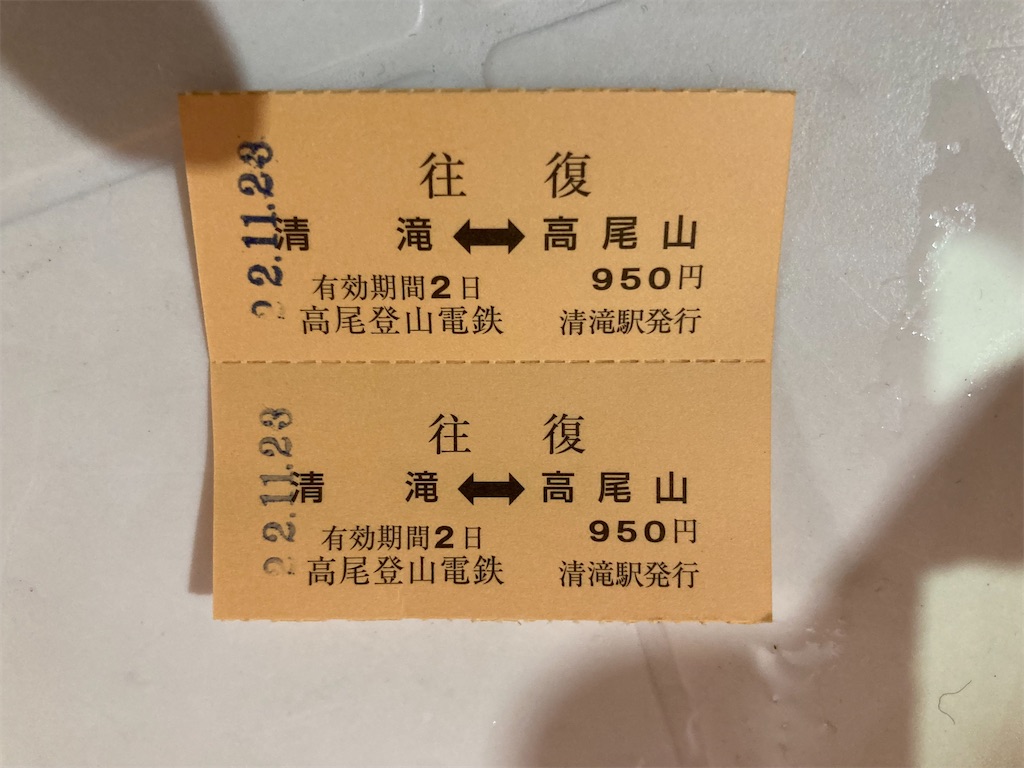 往 復
清 滝 ⬌ 高尾山
950円
有効期間2日
高尾登山電鉄 清滝駅発行
22.11.23
往 復
清 滝 ⬌ 高尾山
950円
有効期間2日
高尾登山電鉄 清滝駅発行
22.11.23